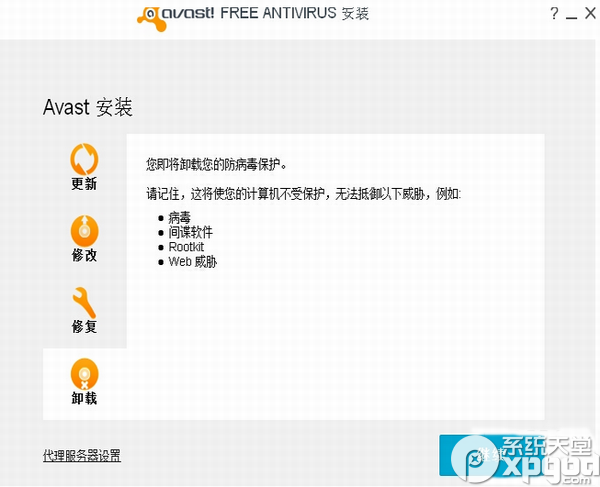 avast! FREE ANTIVIRUS 安装
?
Avast 安装
更新
修改
修复
卸载
您即将卸载您的防病毒保护。
请记住，这将使您的计算机不受保护，无法抵御以下威胁，例如:
病毒
间谍软件
Rootkit
Web 威胁
代理服务器设置
系统天堂